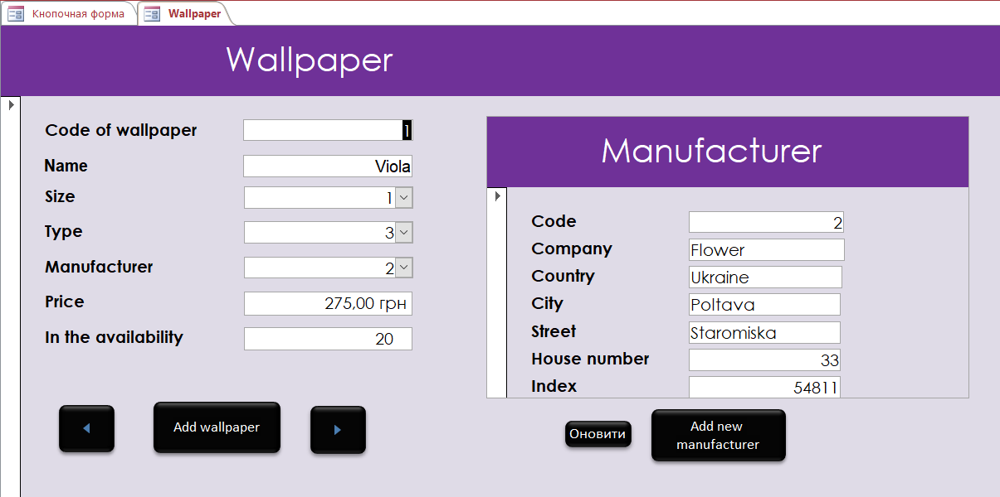 Кнопочная форма
Wallpaper
Wallpaper
Code of wallpaper 1
Name Viola
Size 1
Type 3
Manufacturer 2
Price 275,00 грн
In the availability 20
Add wallpaper
Manufacturer
Code 2
Company Flower
Country Ukraine
City Poltava
Street Staromiska
House number 33
Index 54811
Оновити
Add new
manufacturer